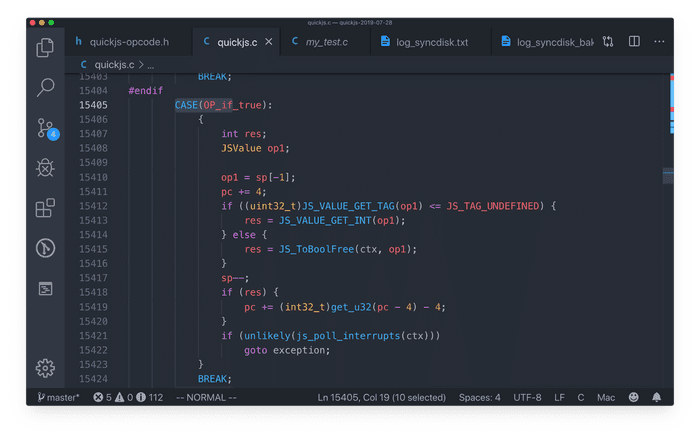 quickjs.c — quickjs-2019-07-28
h quickjs-opcode.h C quickjs.c × C my_test.c log_syncdisk.txt log_syncdisk_bak ···
C quickjs.c > ...
15403 BREAK;
15404 #endif
15405 CASE(OP_if_true):
15406 {
15407 int res;
15408 JSValue op1;
15409
15410 op1 = sp[-1];
15411 pc += 4;
15412 if ((uint32_t)JS_VALUE_GET_TAG(op1) <= JS_TAG_UNDEFINED) {
15413 res = JS_VALUE_GET_INT(op1);
15414 } else {
15415 res = JS_ToBoolFree(ctx, op1);
15416 }
15417 sp--;
15418 if (res) {
15419 pc += (int32_t)get_u32(pc - 4) - 4;
15420 }
15421 if (unlikely(js_poll_interrupts(ctx)))
15422 goto exception;
15423 }
15424 BREAK;
4
master* 5 0 112 -- NORMAL -- Ln 15405, Col 19 (10 selected) Spaces: 4 UTF-8 LF C Mac